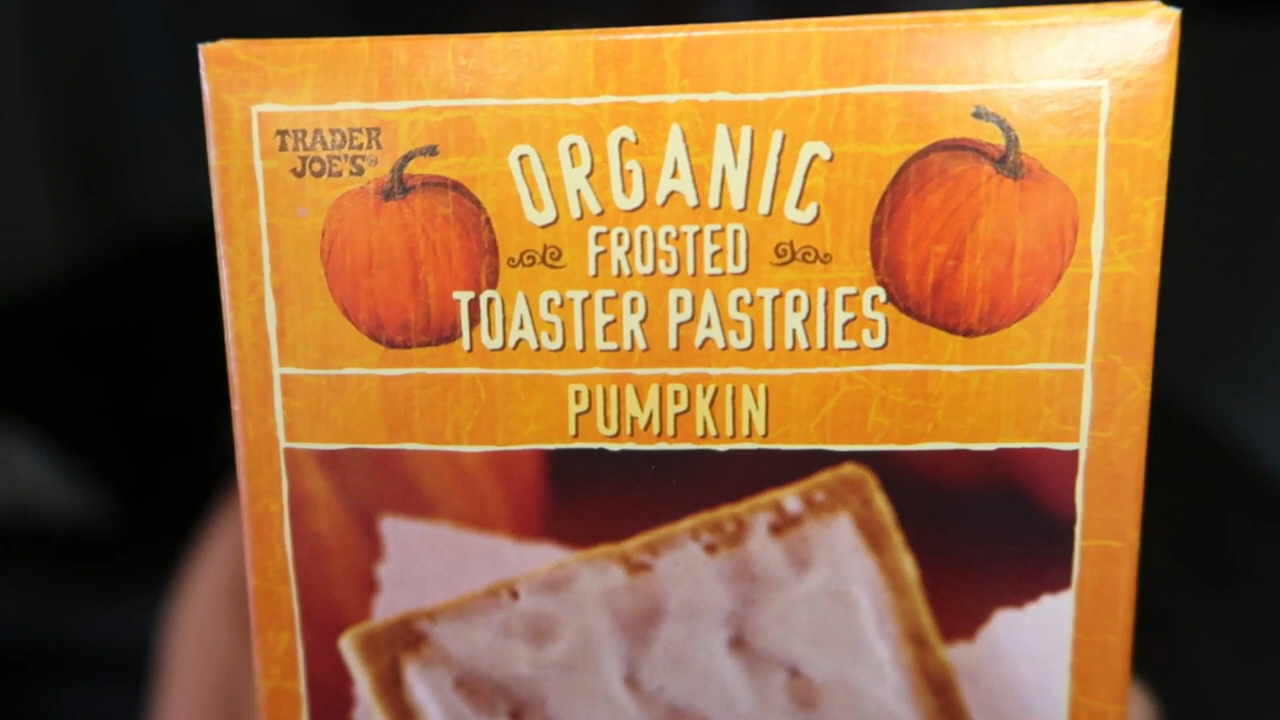 TRADER
JOE'S®
ORGANIC
FROSTED
TOASTER PASTRIES
PUMPKIN